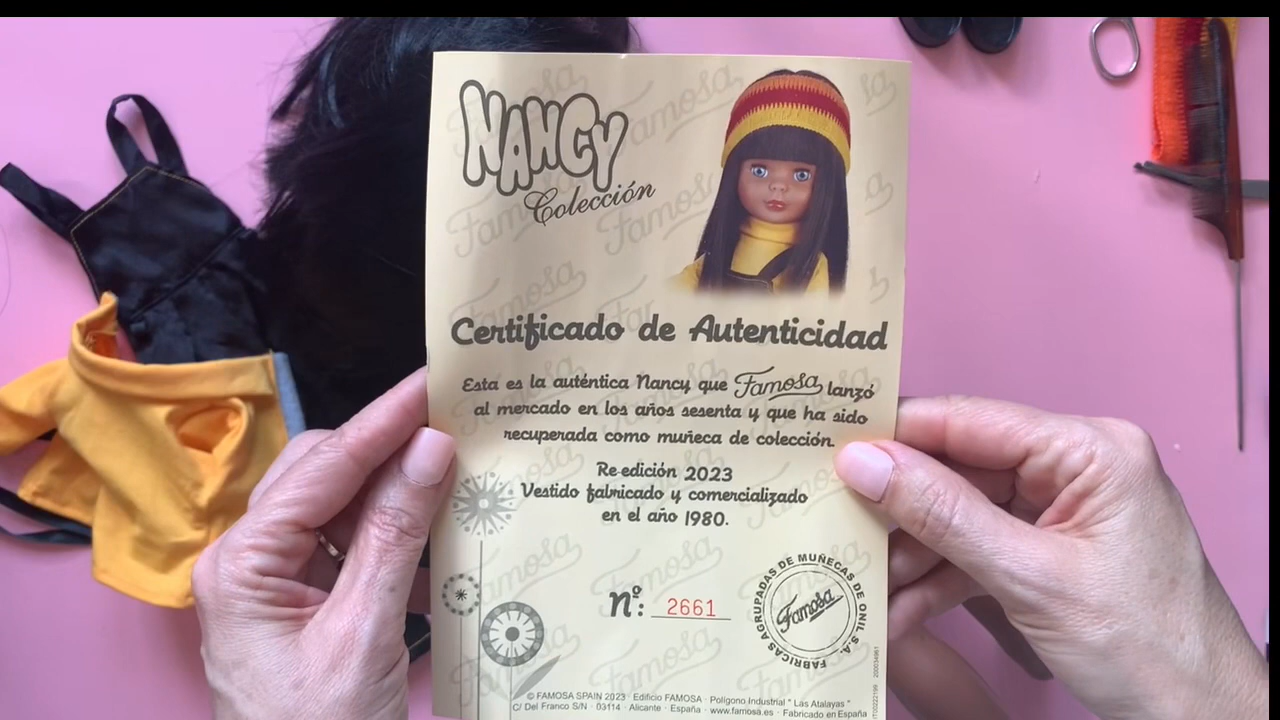 NANCY
Colección
Certificado de Autenticidad
Esta es la auténtica Nancy que Famosa lanzó
al mercado en los años sesenta y que ha sido
recuperada como muñeca de colección.
Re-edición 2023
Vestido fabricado y comercializado
en el año 1980.
nº: 2661
FABRICAS AGRUPADAS DE MUÑECAS DE ONIL S.A.
Famosa
© FAMOSA SPAIN 2023 · Edificio FAMOSA · Polígono Industrial " Las Atalayas "
C/ Del Franco S/N · 03114 · Alicante · España · www.famosa.es · Fabricado en España